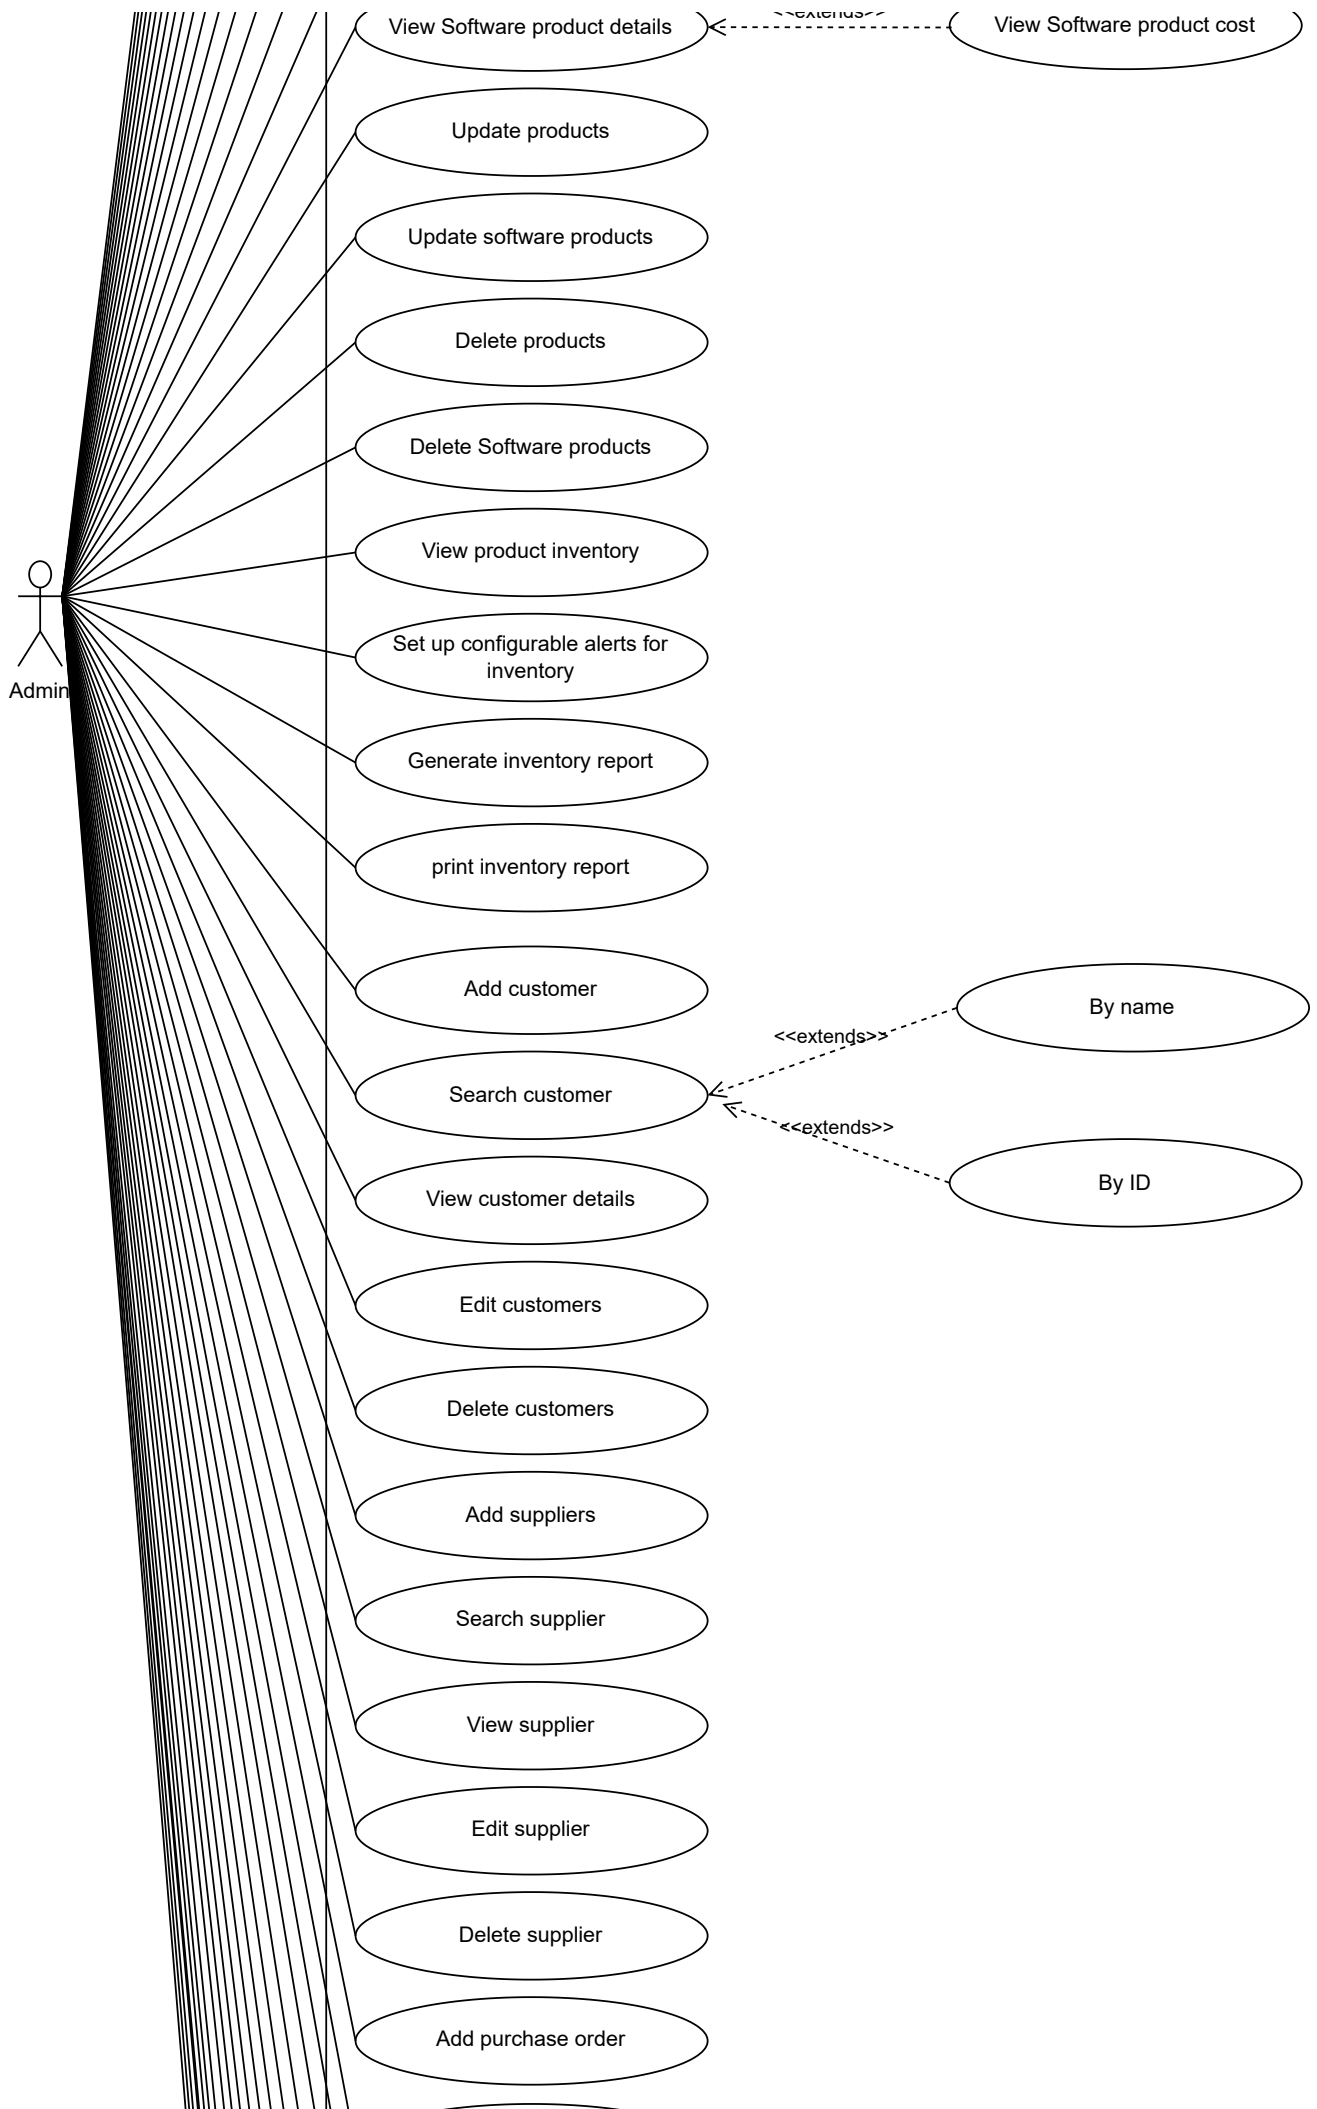 <<extends>>
View Software product details
View Software product cost
Update products
Update software products
Delete products
Delete Software products
View product inventory
Set up configurable alerts for
inventory
Admin
Generate inventory report
print inventory report
Add customer
By name
<<extends>>
Search customer
<<extends>>
By ID
View customer details
Edit customers
Delete customers
Add suppliers
Search supplier
View supplier
Edit supplier
Delete supplier
Add purchase order